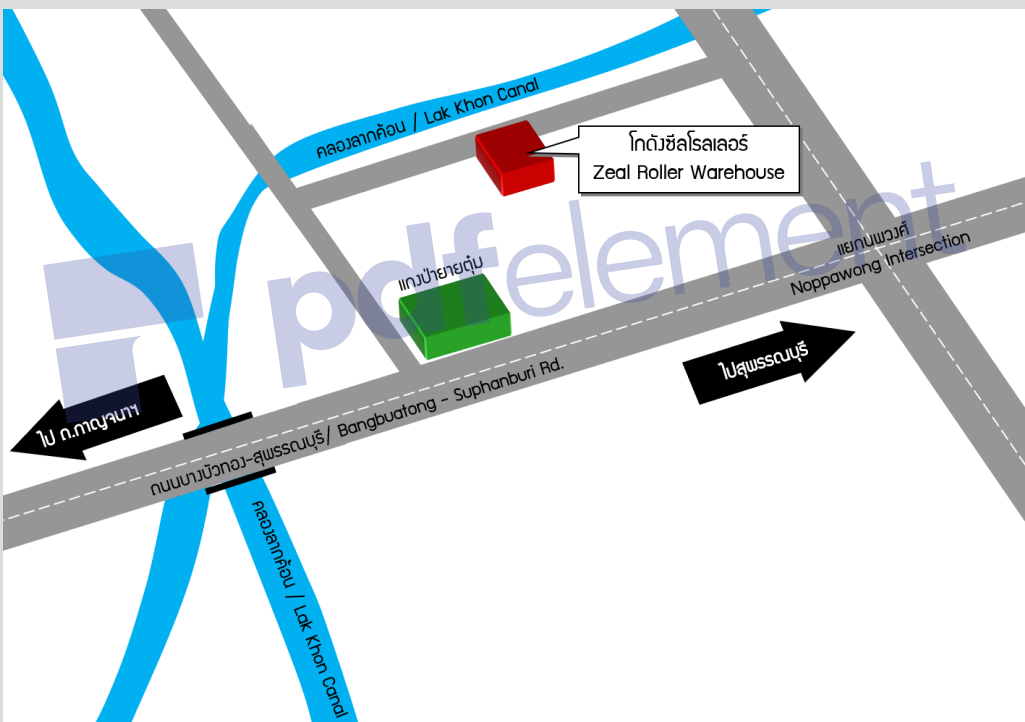 คลองลากค้อน / Lak Khon Canal
โกดังซีลโรลเลอร์
Zeal Roller Warehouse
แยกนพวงศ์
Noppawong Intersection
แกงป่ายายตุ๋ม
pdfelement
ไปสุพรรณบุรี
ไป ถ.กาญจนาฯ
ถนนบางบัวทอง-สุพรรณบุรี/ Bangbuatong - Suphanburi Rd.
คลองลากค้อน / Lak Khon Canal